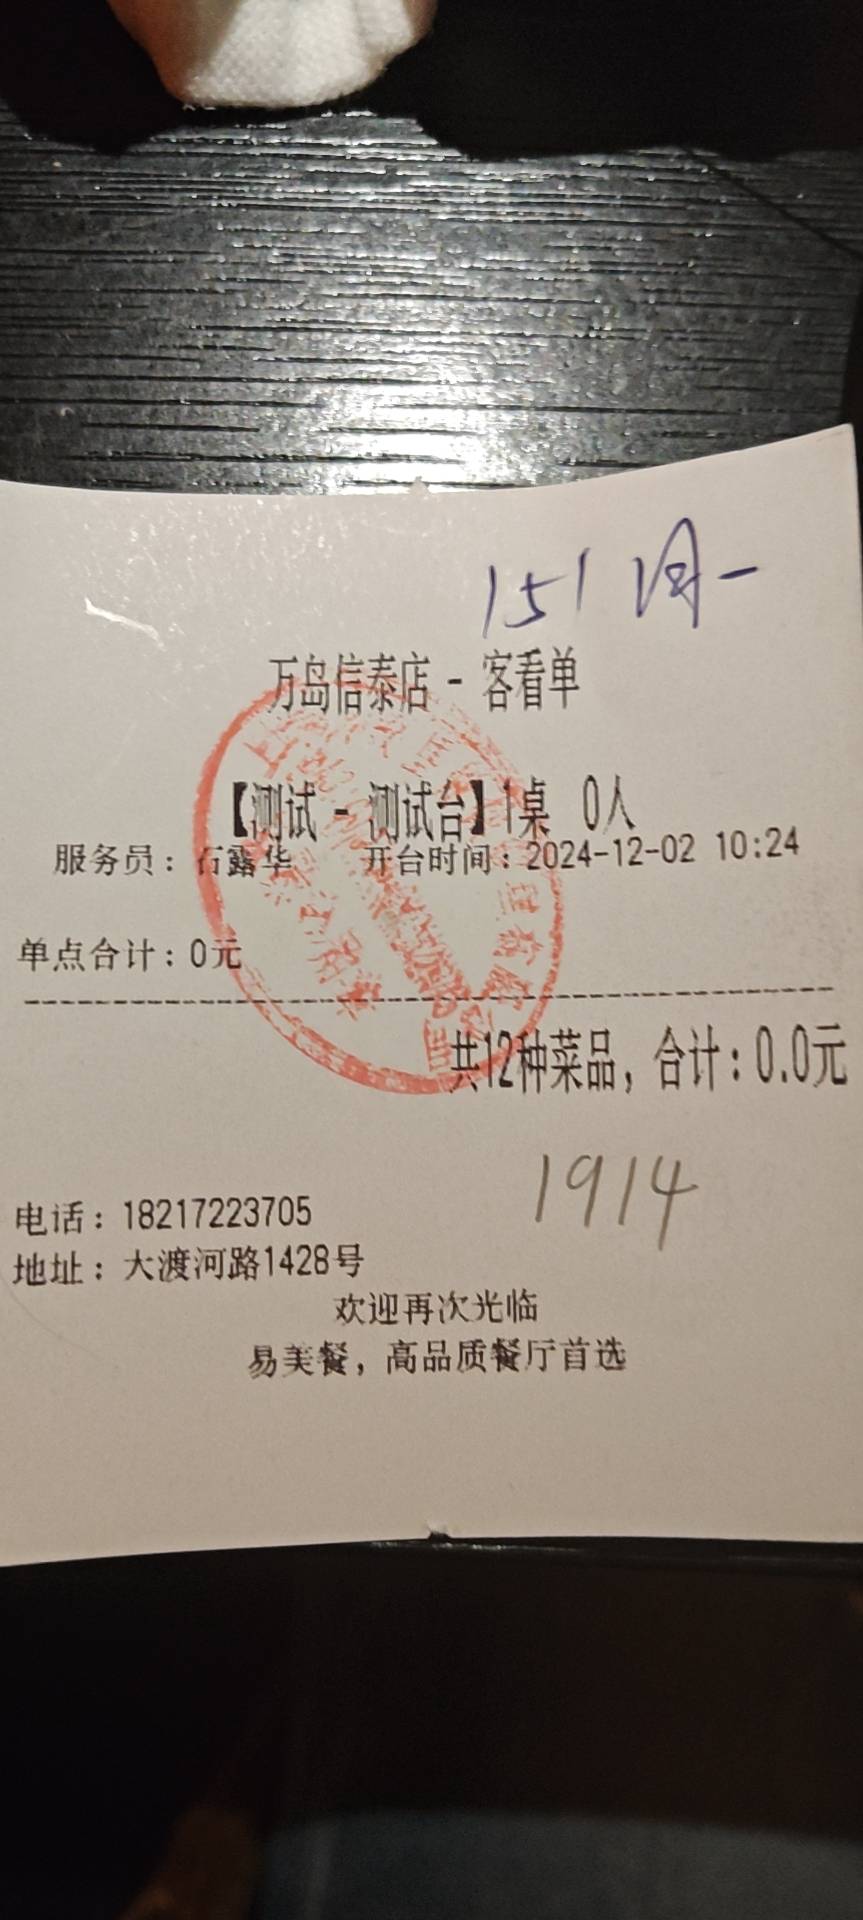 151 周一
万岛信泰店 - 客看单
【测试 - 测试台】1桌 0人
服务员: 石露华 开台时间:2024-12-02 10:24
单点合计:0元
共12种菜品, 合计:0.0元
1914
电话: 18217223705
地址: 大渡河路1428号
欢迎再次光临
易美餐, 高品质餐厅首选